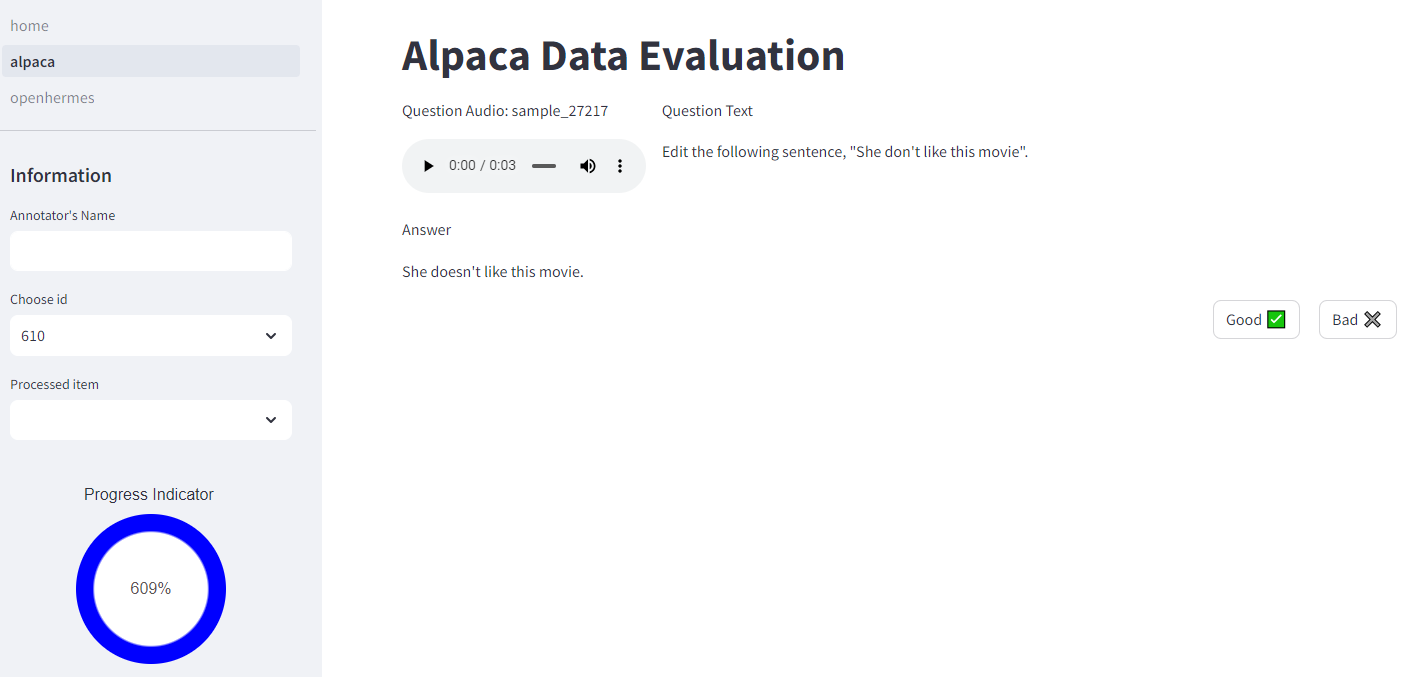 home
alpaca
openhermes
Information
Annotator's Name
Choose id
610
Processed item
Progress Indicator
609%
Alpaca Data Evaluation
Question Audio: sample_27217
0:00 / 0:03
Question Text
Edit the following sentence, "She don't like this movie".
Answer
She doesn't like this movie.
Good ✅
Bad ✖